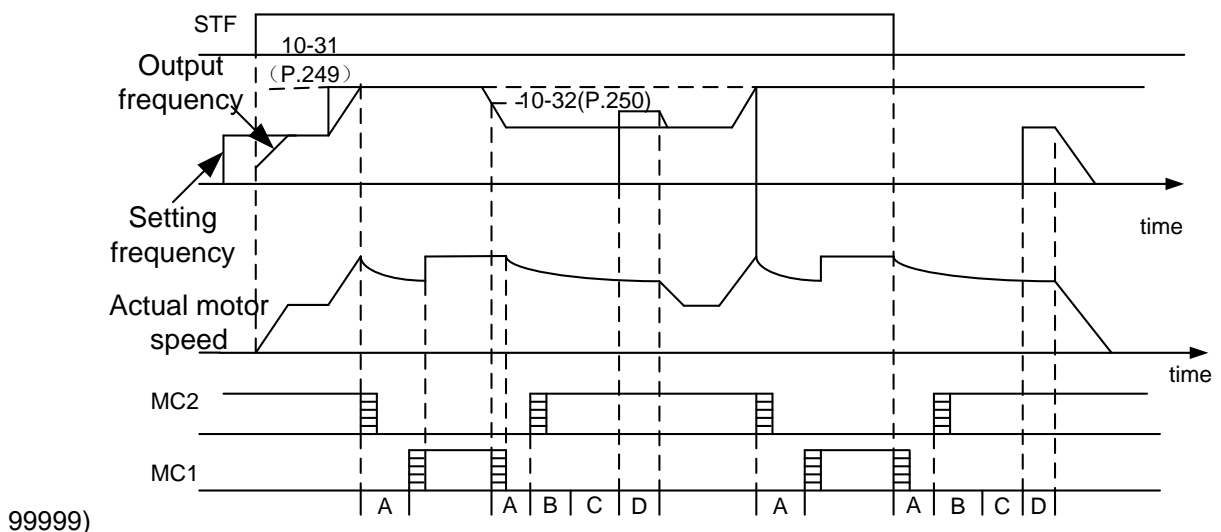 STF
10-31
（P.249）
Output
frequency
-10-32(P.250)
Setting
frequency
time
Actual motor
speed
time
MC2
MC1
A A B C D A A B C D
99999)